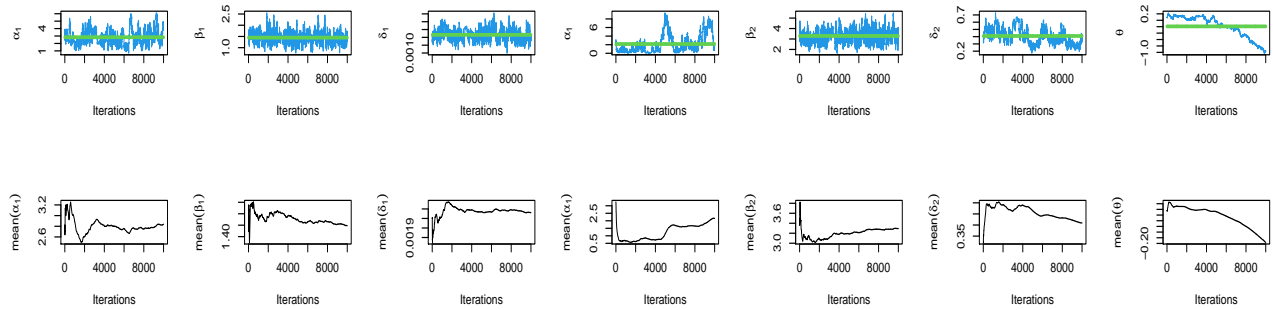 α₁ 1 4 0 4000 8000 Iterations
β₁ 1.0 2.5 0 4000 8000 Iterations
δ₁ 0.0010 0 4000 8000 Iterations
α₁ 0 2 6 0 4000 8000 Iterations
β₂ 2 4 0 4000 8000 Iterations
δ₂ 0.2 0.7 0 4000 8000 Iterations
θ −1.0 0.2 0 4000 8000 Iterations
mean(α₁) 2.6 3.2 0 4000 8000 Iterations
mean(β₁) 1.40 0 4000 8000 Iterations
mean(δ₁) 0.0019 0 4000 8000 Iterations
mean(α₁) 0.5 2.5 0 4000 8000 Iterations
mean(β₂) 3.0 3.6 0 4000 8000 Iterations
mean(δ₂) 0.35 0 4000 8000 Iterations
mean(θ) −0.20 0 4000 8000 Iterations